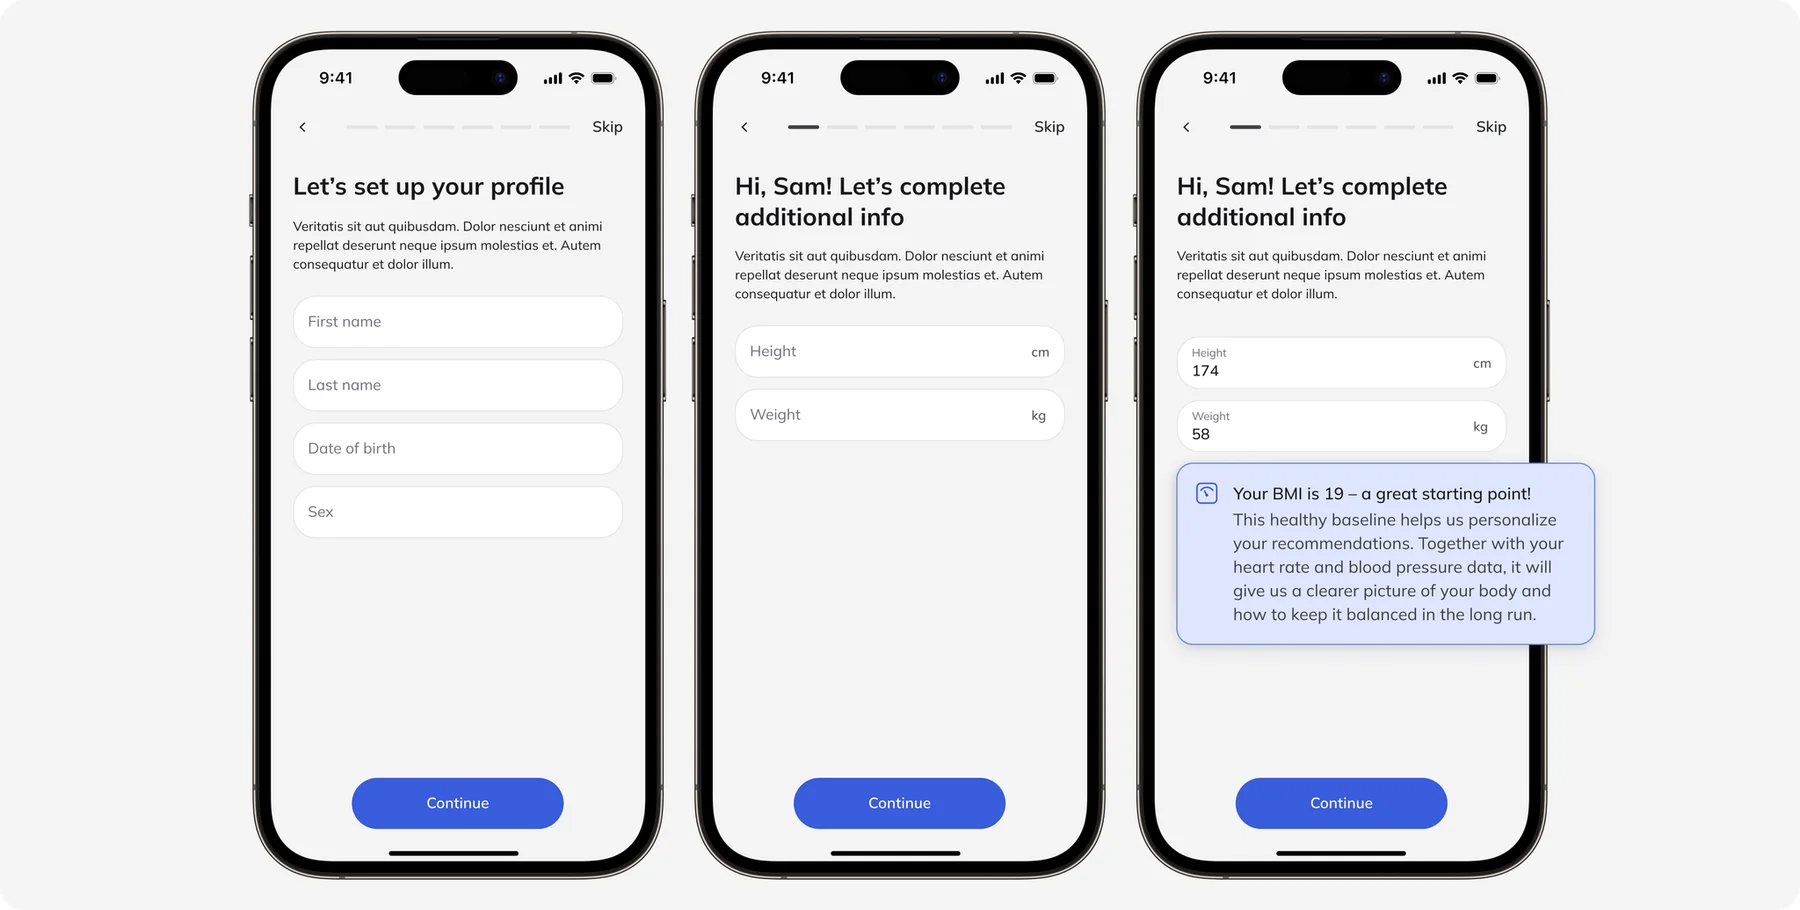 9:41
Skip
Let’s set up your profile
Veritatis sit aut quibusdam. Dolor nesciunt et animi
repellat deserunt neque ipsum molestias et. Autem
consequatur et dolor illum.
First name
Last name
Date of birth
Sex
Continue
9:41
Skip
Hi, Sam! Let’s complete
additional info
Veritatis sit aut quibusdam. Dolor nesciunt et animi
repellat deserunt neque ipsum molestias et. Autem
consequatur et dolor illum.
Height cm
Weight kg
Continue
9:41
Skip
Hi, Sam! Let’s complete
additional info
Veritatis sit aut quibusdam. Dolor nesciunt et animi
repellat deserunt neque ipsum molestias et. Autem
consequatur et dolor illum.
Height
174 cm
Weight
58 kg
Your BMI is 19 – a great starting point!
This healthy baseline helps us personalize
your recommendations. Together with your
heart rate and blood pressure data, it will
give us a clearer picture of your body and
how to keep it balanced in the long run.
Continue